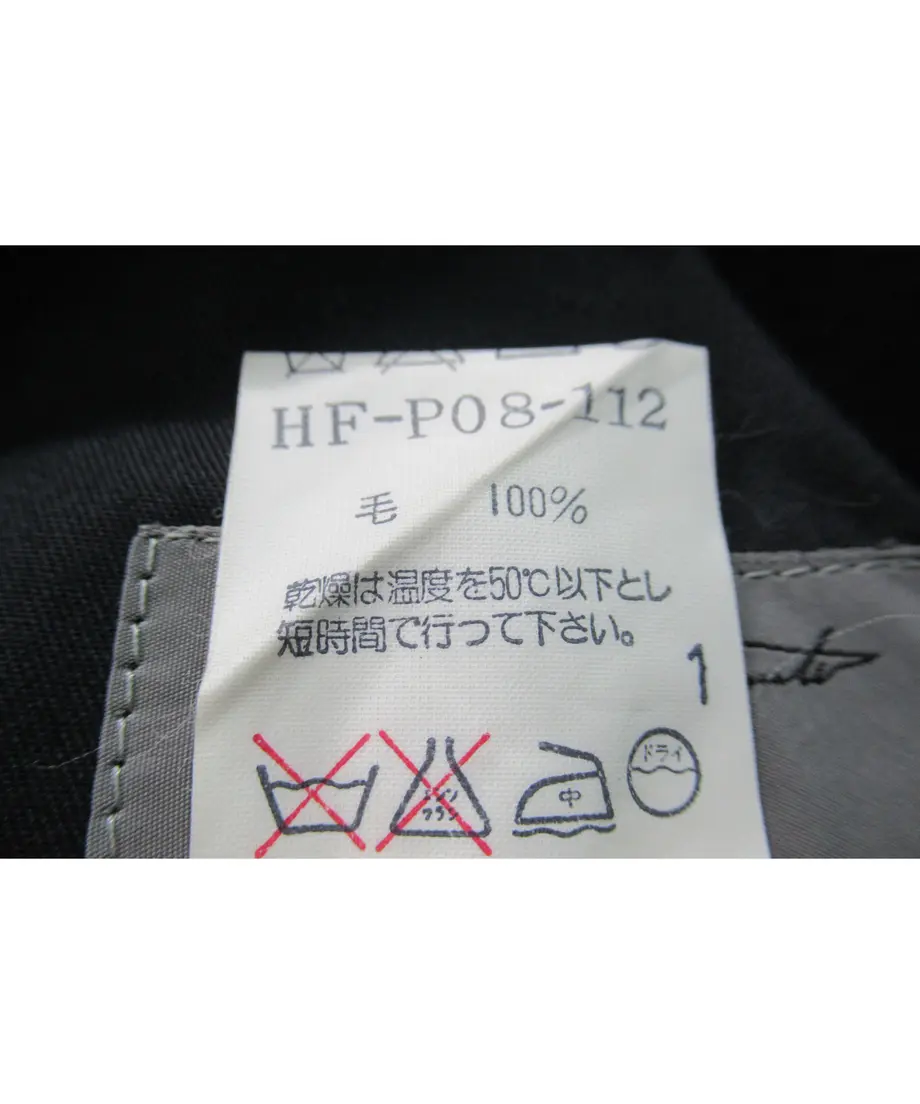 HF-P08-112
毛 100%
乾燥は温度を50℃以下とし
短時間で行って下さい。
1
中
ドライ